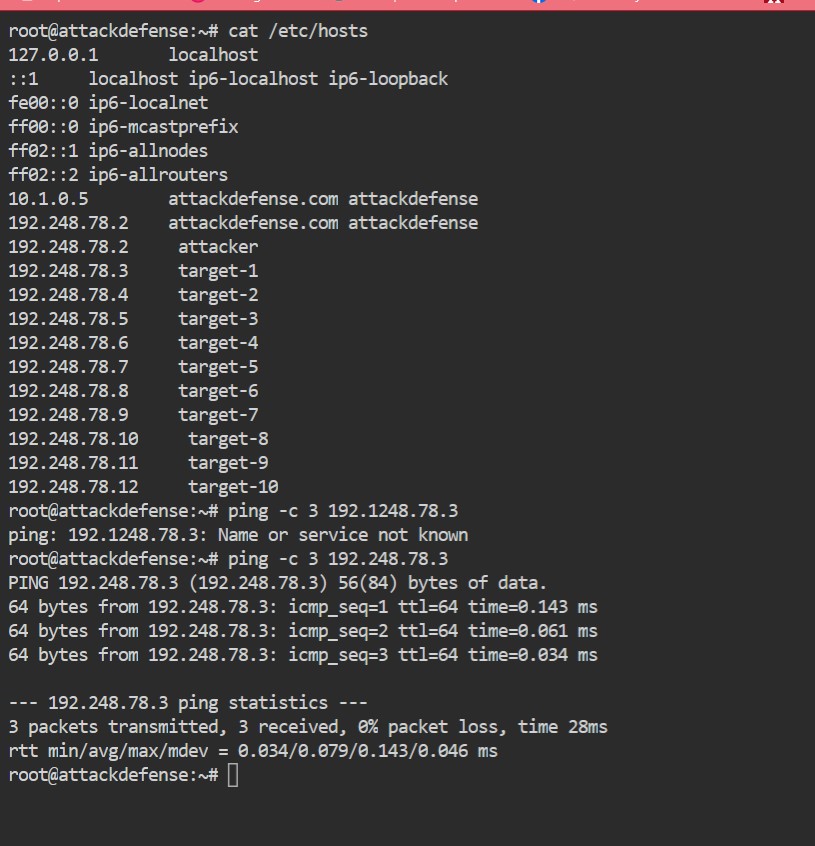 root@attackdefense:~# cat /etc/hosts
127.0.0.1       localhost
::1     localhost ip6-localhost ip6-loopback
fe00::0 ip6-localnet
ff00::0 ip6-mcastprefix
ff02::1 ip6-allnodes
ff02::2 ip6-allrouters
10.1.0.5        attackdefense.com attackdefense
192.248.78.2    attackdefense.com attackdefense
192.248.78.2     attacker
192.248.78.3     target-1
192.248.78.4     target-2
192.248.78.5     target-3
192.248.78.6     target-4
192.248.78.7     target-5
192.248.78.8     target-6
192.248.78.9     target-7
192.248.78.10     target-8
192.248.78.11     target-9
192.248.78.12     target-10
root@attackdefense:~# ping -c 3 192.1248.78.3
ping: 192.1248.78.3: Name or service not known
root@attackdefense:~# ping -c 3 192.248.78.3
PING 192.248.78.3 (192.248.78.3) 56(84) bytes of data.
64 bytes from 192.248.78.3: icmp_seq=1 ttl=64 time=0.143 ms
64 bytes from 192.248.78.3: icmp_seq=2 ttl=64 time=0.061 ms
64 bytes from 192.248.78.3: icmp_seq=3 ttl=64 time=0.034 ms

--- 192.248.78.3 ping statistics ---
3 packets transmitted, 3 received, 0% packet loss, time 28ms
rtt min/avg/max/mdev = 0.034/0.079/0.143/0.046 ms
root@attackdefense:~#